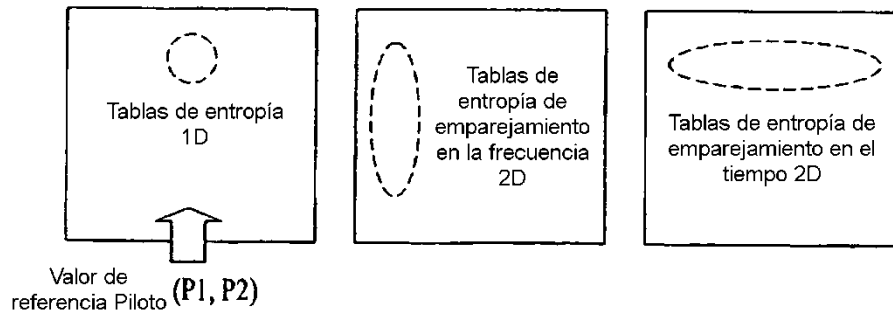 Tablas de entropía
1D
Tablas de
entropía de
emparejamiento
en la frecuencia
2D
Tablas de entropía de
emparejamiento en el
tiempo 2D
Valor de
referencia Piloto (P1, P2)